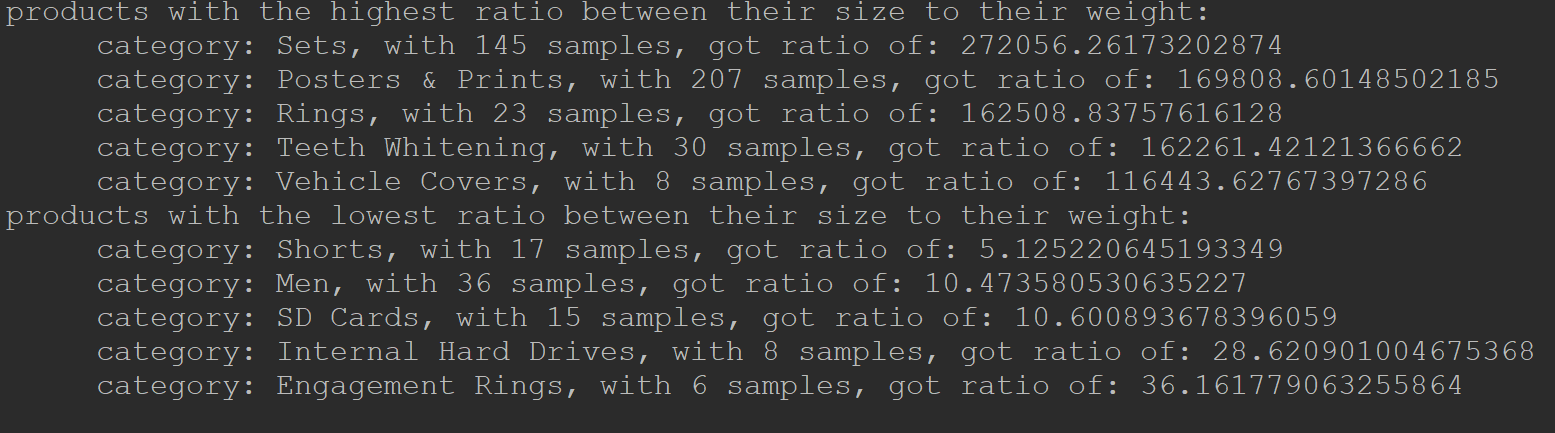 products with the highest ratio between their size to their weight:
category: Sets, with 145 samples, got ratio of: 272056.26173202874
category: Posters & Prints, with 207 samples, got ratio of: 169808.60148502185
category: Rings, with 23 samples, got ratio of: 162508.83757616128
category: Teeth Whitening, with 30 samples, got ratio of: 162261.42121366662
category: Vehicle Covers, with 8 samples, got ratio of: 116443.62767397286
products with the lowest ratio between their size to their weight:
category: Shorts, with 17 samples, got ratio of: 5.125220645193349
category: Men, with 36 samples, got ratio of: 10.473580530635227
category: SD Cards, with 15 samples, got ratio of: 10.600893678396059
category: Internal Hard Drives, with 8 samples, got ratio of: 28.620901004675368
category: Engagement Rings, with 6 samples, got ratio of: 36.161779063255864